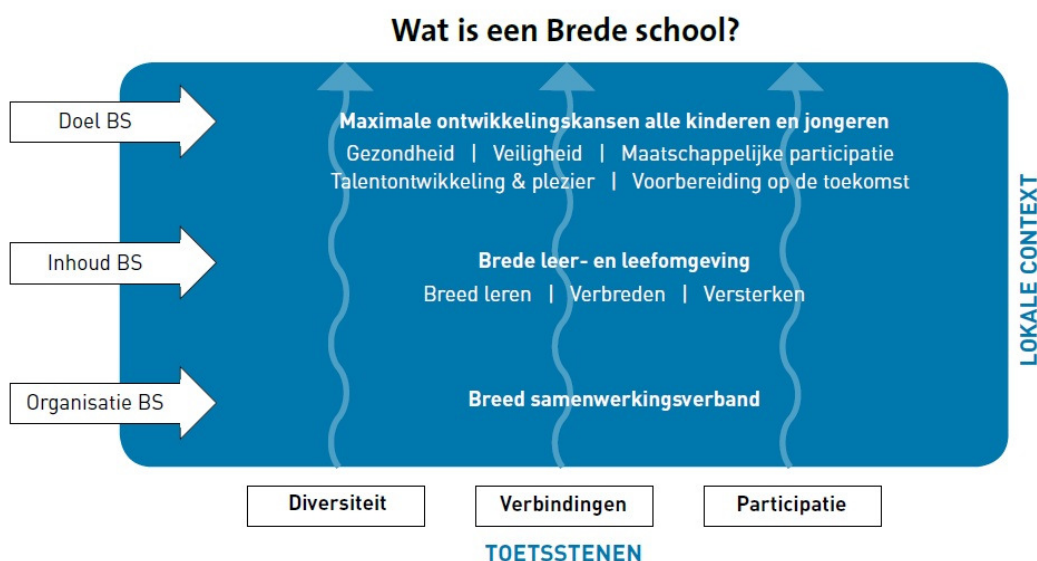 Wat is een Brede school?
Doel BS
Maximale ontwikkelingskansen alle kinderen en jongeren
Gezondheid | Veiligheid | Maatschappelijke participatie
Talentontwikkeling & plezier | Voorbereiding op de toekomst
Inhoud BS
Brede leer- en leefomgeving
Breed leren | Verbreden | Versterken
Organisatie BS
Breed samenwerkingsverband
LOKALE CONTEXT
Diversiteit
Verbindingen
Participatie
TOETSSTENEN